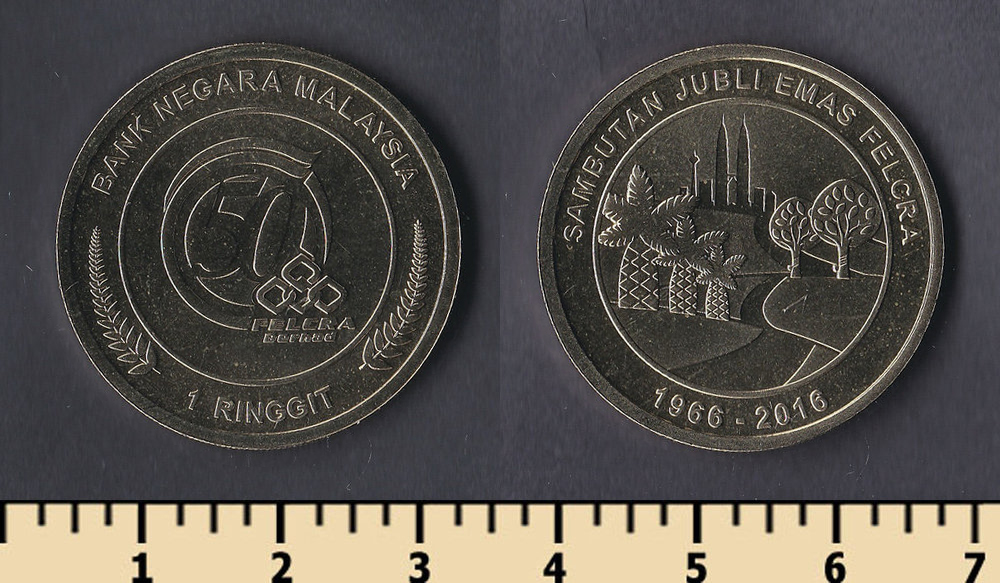 BANK NEGARA MALAYSIA
50
FELCRA
Berhad
1 RINGGIT
SAMBUTAN JUBLI EMAS FELCRA
1966 - 2016
1 2 3 4 5 6 7